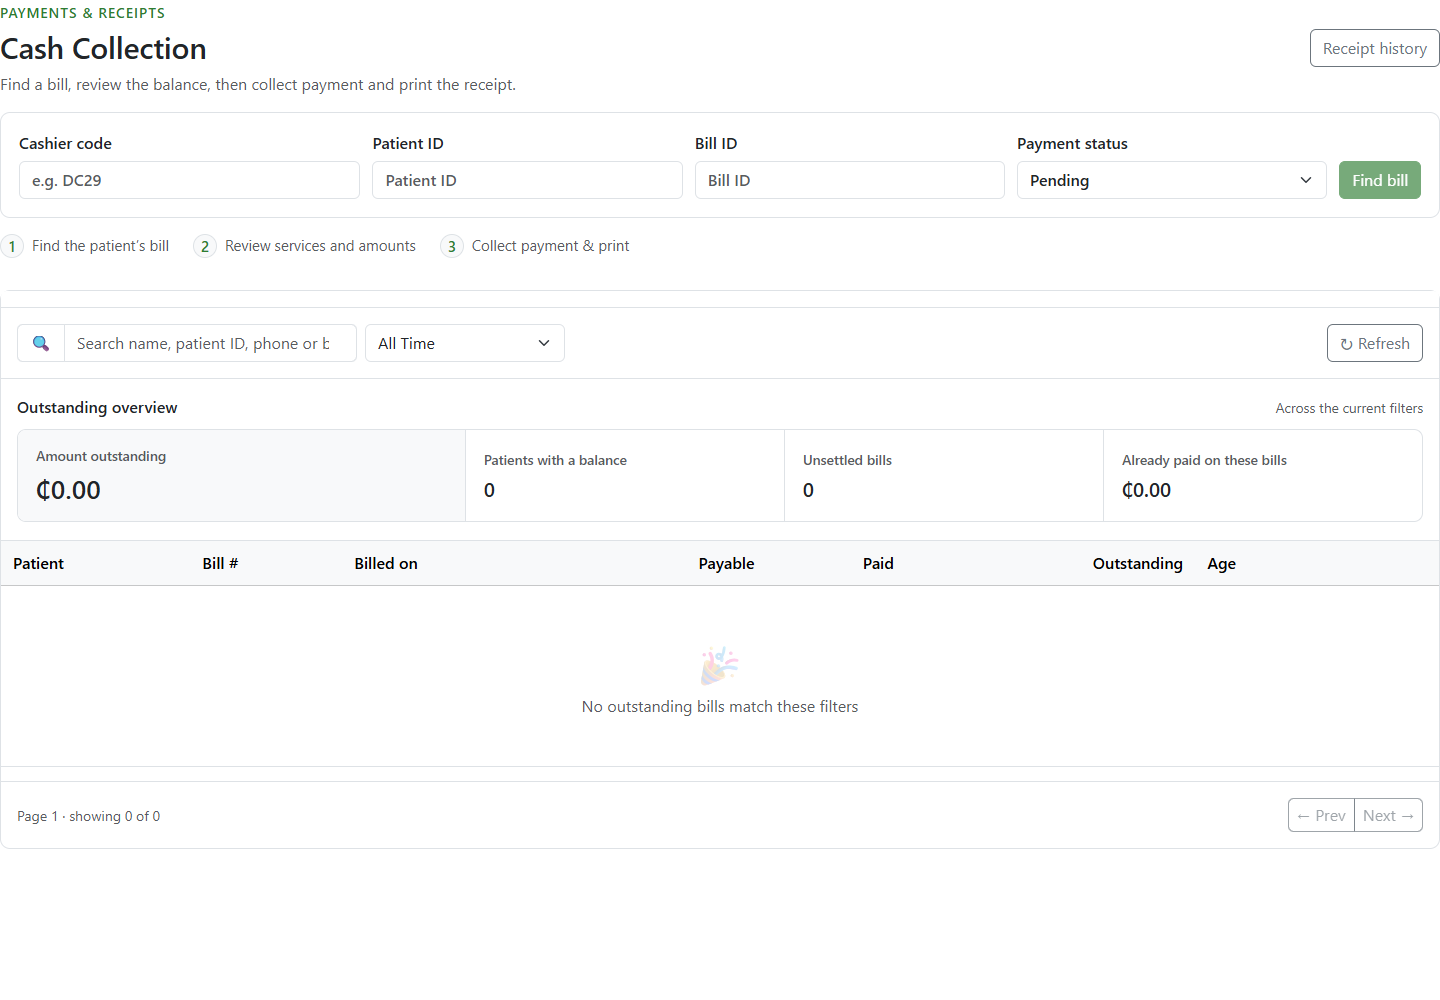 PAYMENTS & RECEIPTS
Cash Collection
Receipt history
Find a bill, review the balance, then collect payment and print the receipt.
Cashier code
Patient ID
Bill ID
Payment status
e.g. DC29
Patient ID
Bill ID
Pending
Find bill
1 Find the patient’s bill
2 Review services and amounts
3 Collect payment & print
Search name, patient ID, phone or b
All Time
↻ Refresh
Outstanding overview
Across the current filters
Amount outstanding
₵0.00
Patients with a balance
0
Unsettled bills
0
Already paid on these bills
₵0.00
Patient Bill # Billed on Payable Paid Outstanding Age
No outstanding bills match these filters
Page 1 · showing 0 of 0
← Prev
Next →